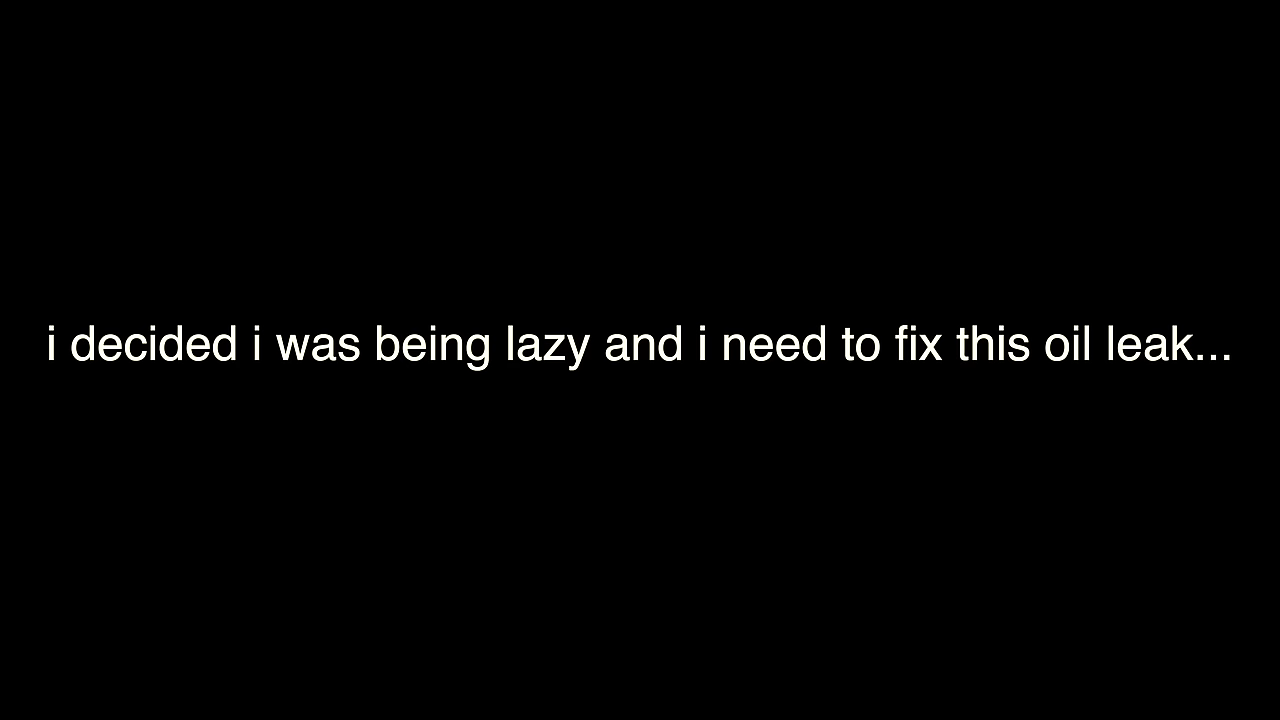 i decided i was being lazy and i need to fix this oil leak...